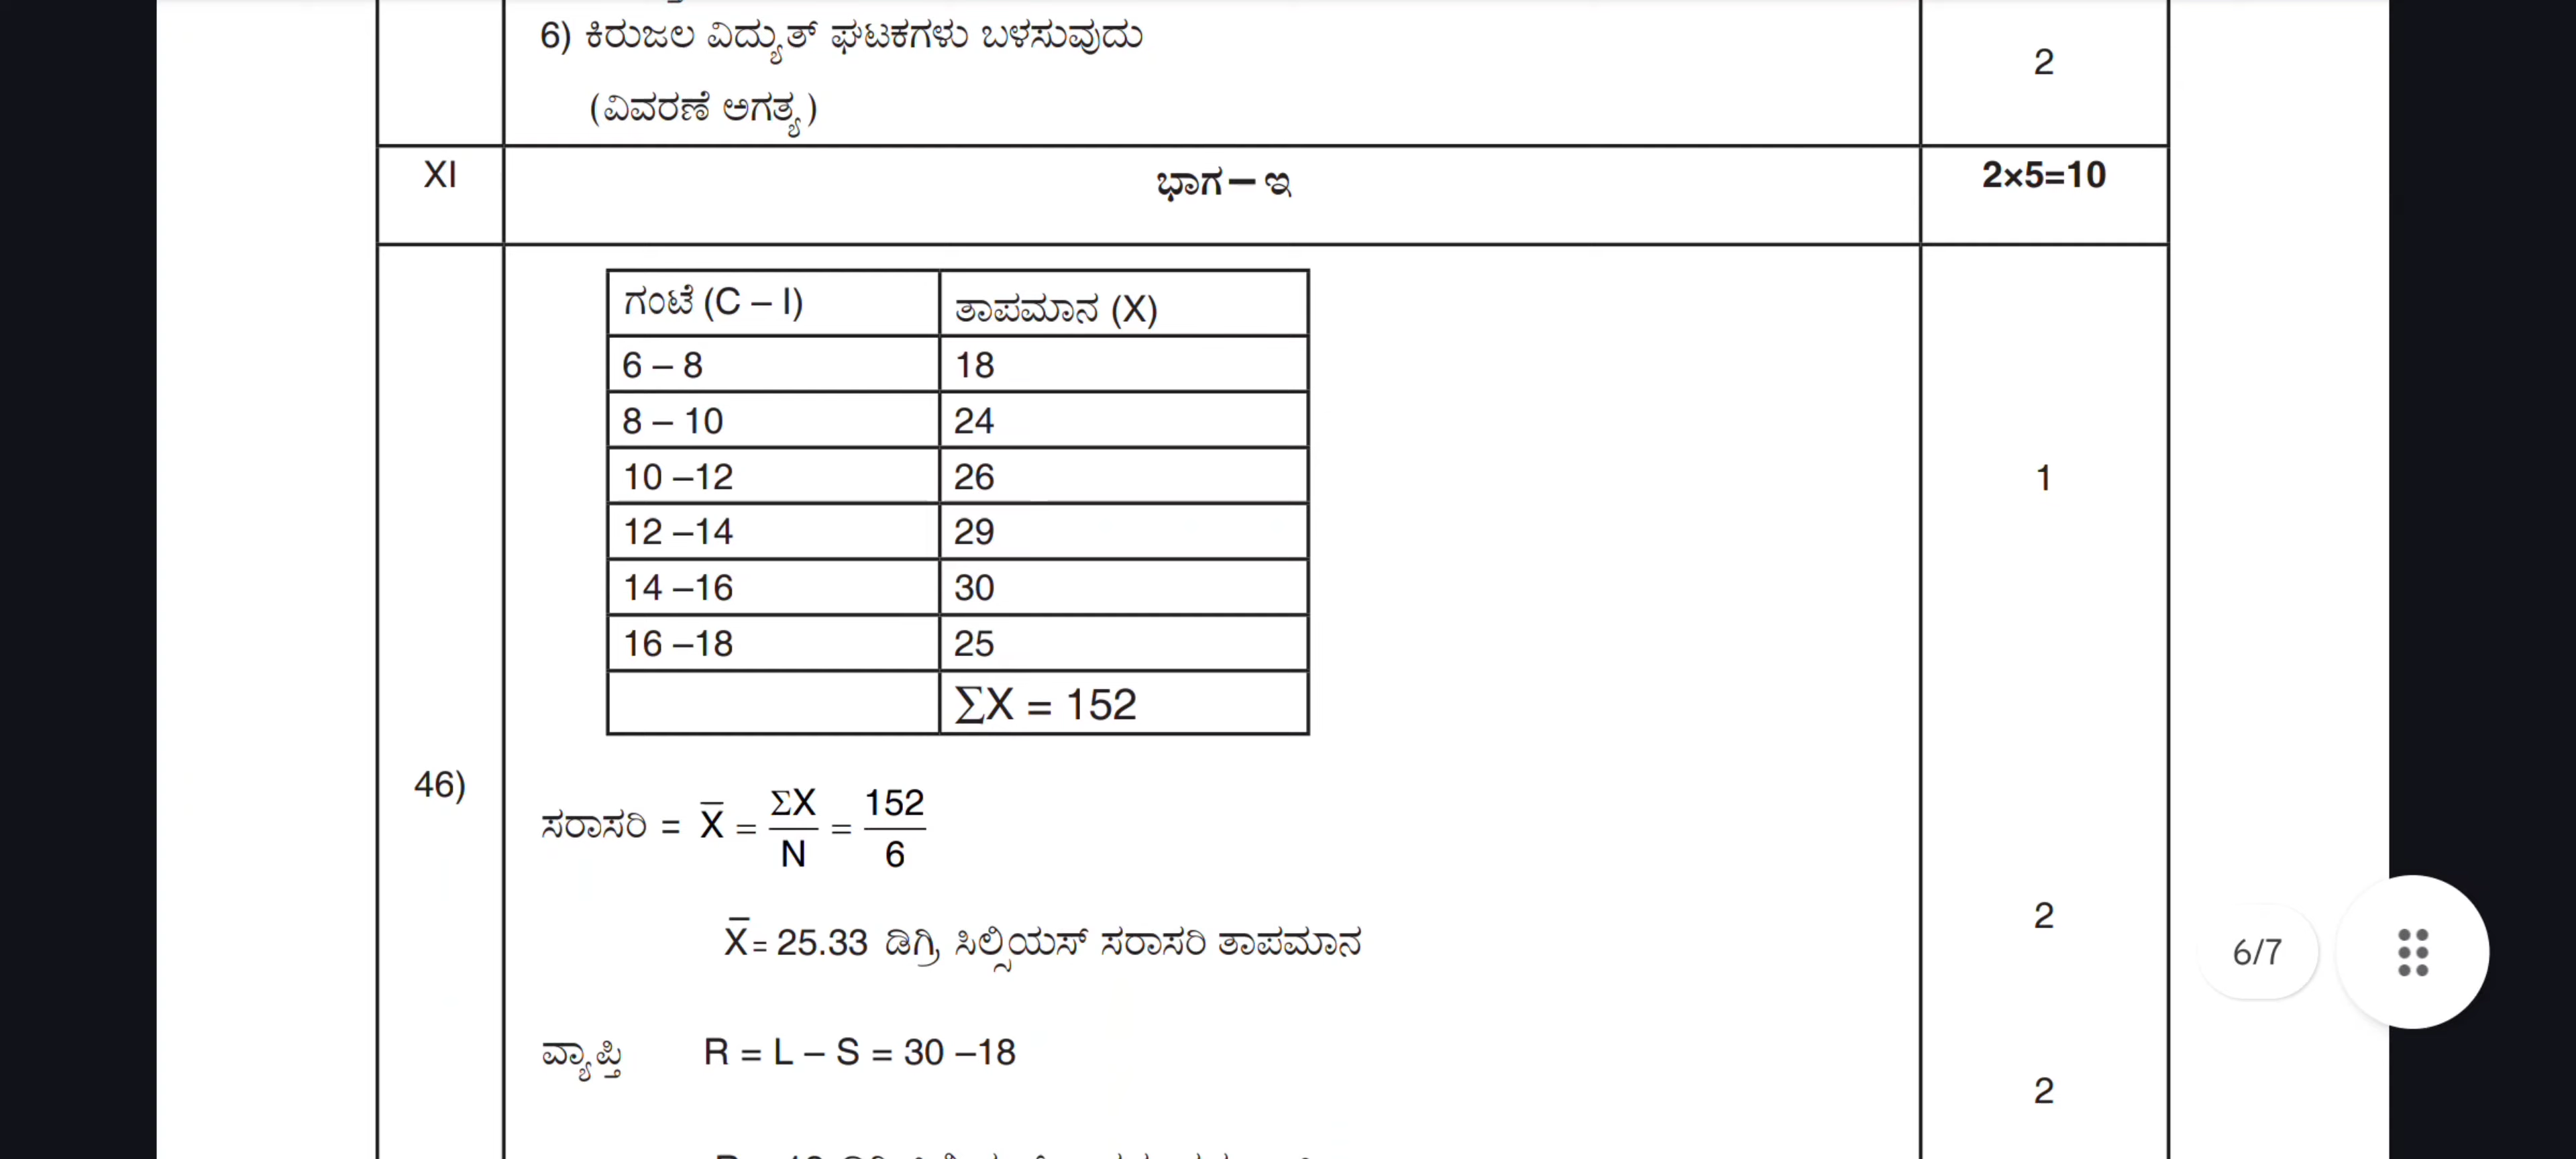 6) ಕಿರುಜಲ ವಿದ್ಯುತ್ ಘಟಕಗಳು ಬಳಸುವುದು
(ವಿವರಣೆ ಅಗತ್ಯ)
2
XI ಭಾಗ – ಇ 2×5=10
ಗಂಟೆ (C – I) ತಾಪಮಾನ (X)
6 – 8 18
8 – 10 24
10 –12 26
1
12 –14 29
14 –16 30
16 –18 25
∑X = 152
46)
ಸರಾಸರಿ = X̅ = ΣX/N = 152/6
X̅ = 25.33 ಡಿಗ್ರಿ ಸಿಲ್ಸಿಯಸ್ ಸರಾಸರಿ ತಾಪಮಾನ
2
6/7
ವ್ಯಾಪ್ತಿ R = L – S = 30 –18
2